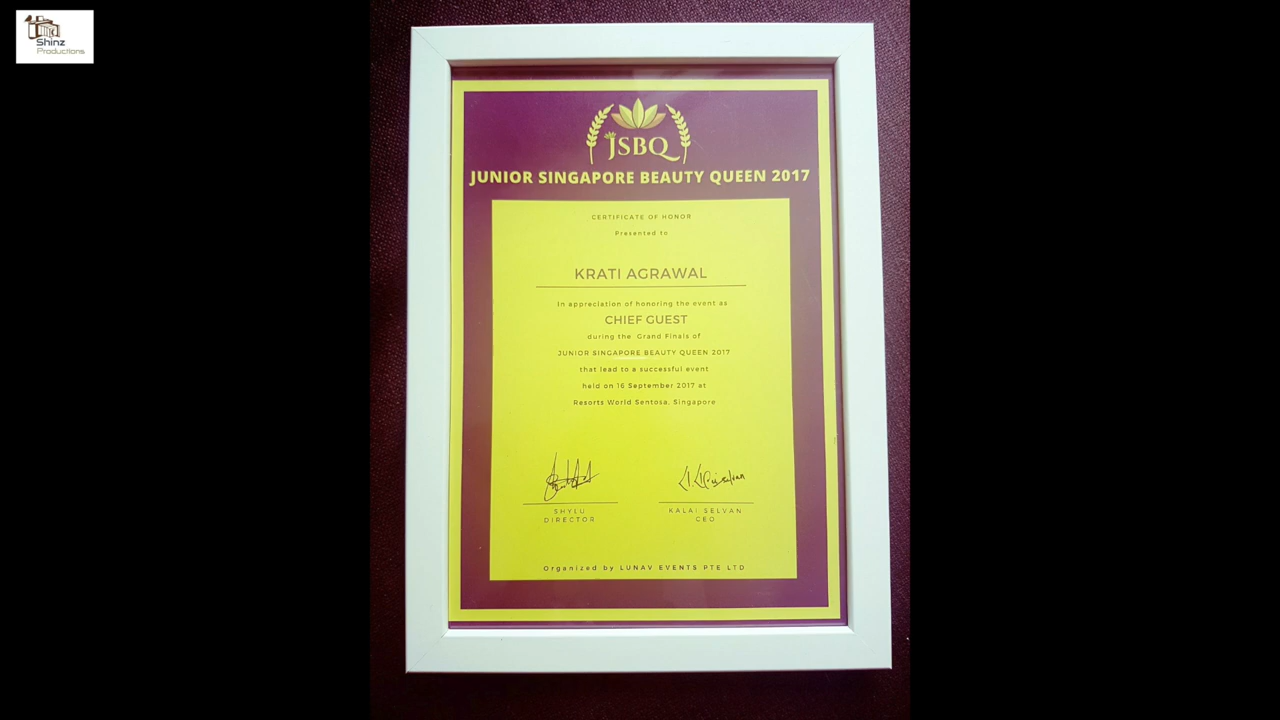 Shinz
Productions
JSBQ
JUNIOR SINGAPORE BEAUTY QUEEN 2017
CERTIFICATE OF HONOR
Presented to
KRATI AGRAWAL
In appreciation of honoring the event as
CHIEF GUEST
during the Grand Finals of
JUNIOR SINGAPORE BEAUTY QUEEN 2017
that lead to a successful event
held on 16 September 2017 at
Resorts World Sentosa, Singapore
SHYLU
DIRECTOR
KALAI SELVAN
CEO
Organized by LUNAV EVENTS PTE LTD